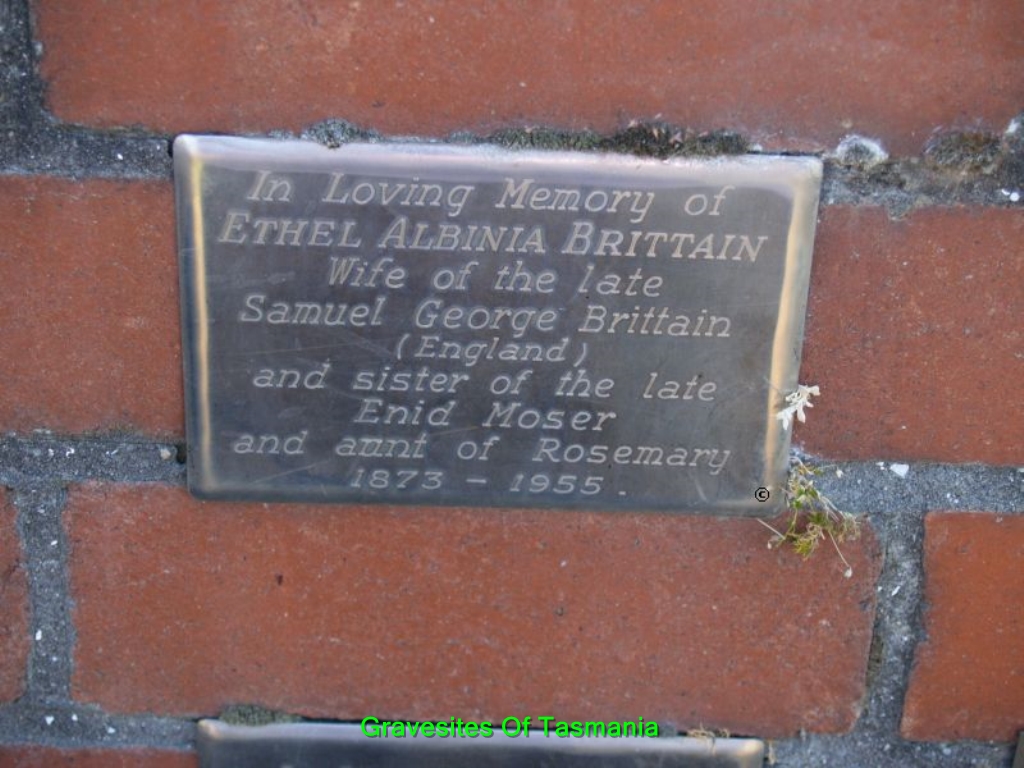 In Loving Memory of
ETHEL ALBINIA BRITTAIN
Wife of the late
Samuel George Brittain
(England)
and sister of the late
Enid Moser
and aunt of Rosemary
1873 - 1955.
©
Gravesites Of Tasmania